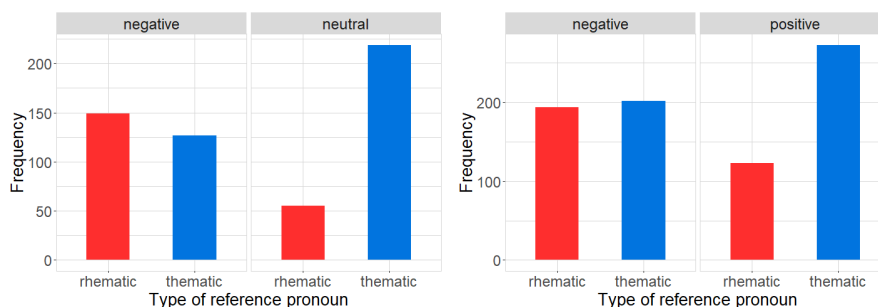 negative neutral
200
150
100
50
0
Frequency
rhematic thematic rhematic thematic
Type of reference pronoun
negative positive
200
100
0
Frequency
rhematic thematic rhematic thematic
Type of reference pronoun